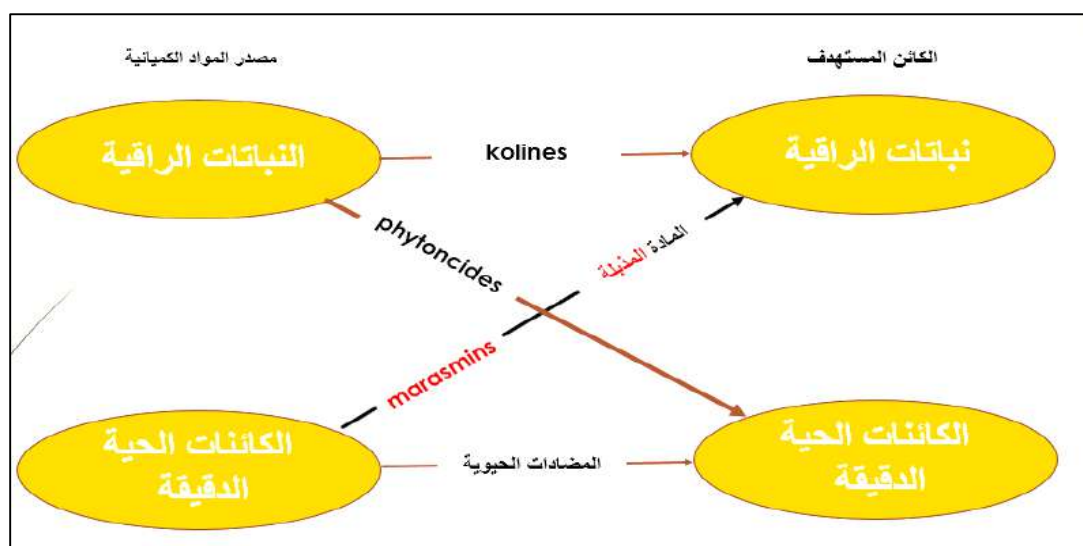 الكائن المستهدف
مصدر المواد الكميائية
نباتات الراقية
kolines
النباتات الراقية
phytoncides
المادة المذبلة
marasmins
الكائنات الحية
الدقيقة
المضادات الحيوية
الكائنات الحية
الدقيقة